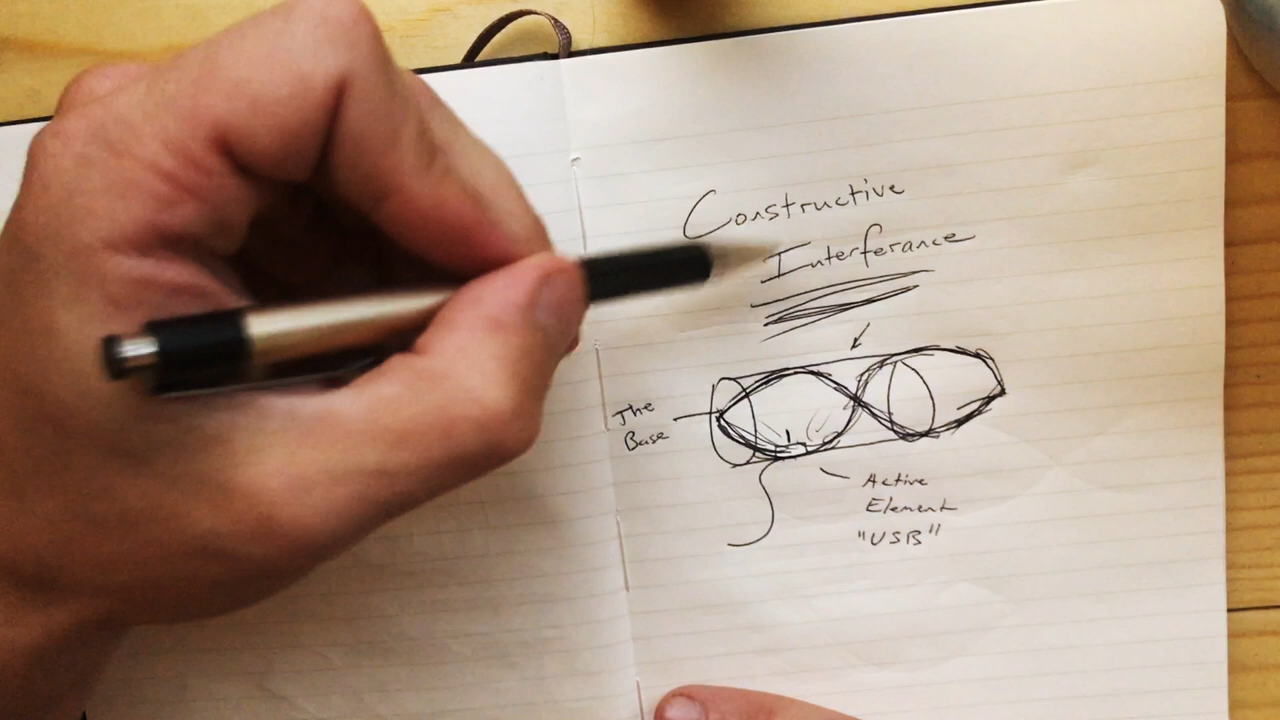 Constructive
Interferance
The
Base
Active
Element
"USB"